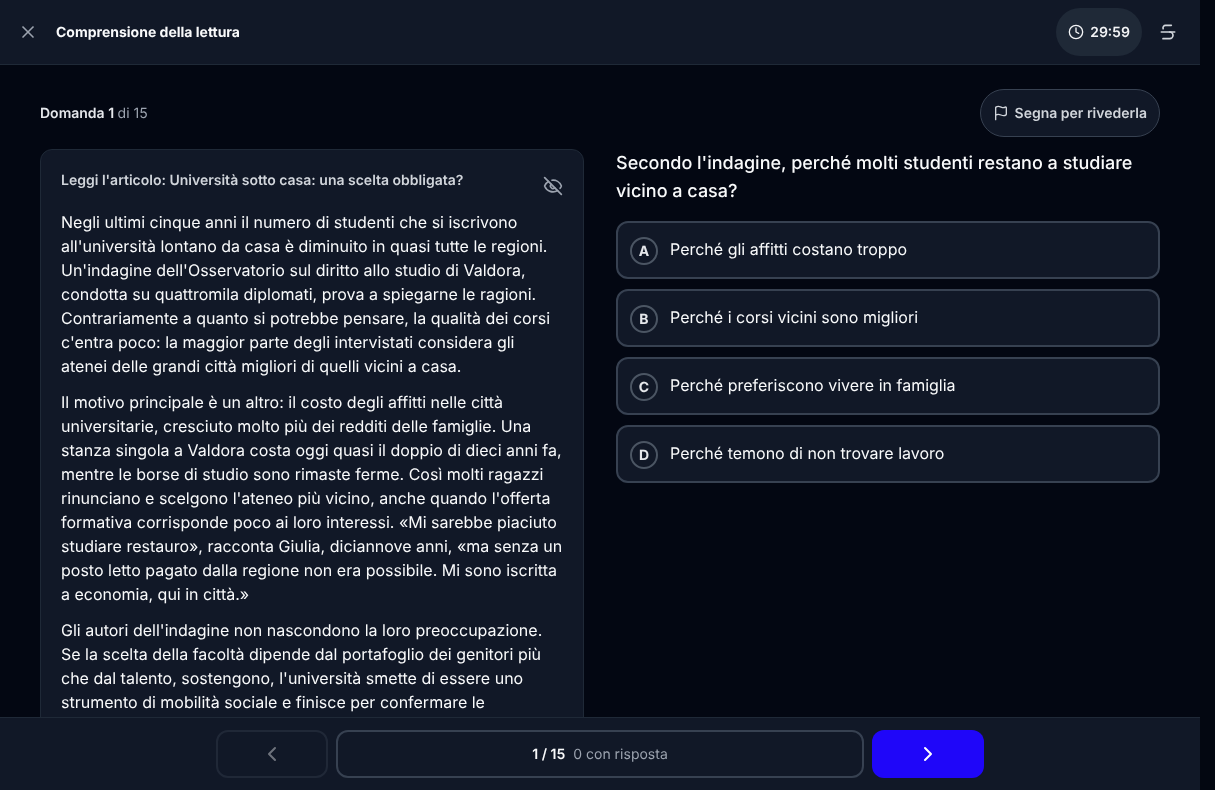 Comprensione della lettura
29:59
Domanda 1 di 15
Segna per rivederla
Leggi l'articolo: Università sotto casa: una scelta obbligata?
Negli ultimi cinque anni il numero di studenti che si iscrivono
all'università lontano da casa è diminuito in quasi tutte le regioni.
Un'indagine dell'Osservatorio sul diritto allo studio di Valdora,
condotta su quattromila diplomati, prova a spiegarne le ragioni.
Contrariamente a quanto si potrebbe pensare, la qualità dei corsi
c'entra poco: la maggior parte degli intervistati considera gli
atenei delle grandi città migliori di quelli vicini a casa.
Il motivo principale è un altro: il costo degli affitti nelle città
universitarie, cresciuto molto più dei redditi delle famiglie. Una
stanza singola a Valdora costa oggi quasi il doppio di dieci anni fa,
mentre le borse di studio sono rimaste ferme. Così molti ragazzi
rinunciano e scelgono l'ateneo più vicino, anche quando l'offerta
formativa corrisponde poco ai loro interessi. «Mi sarebbe piaciuto
studiare restauro», racconta Giulia, diciannove anni, «ma senza un
posto letto pagato dalla regione non era possibile. Mi sono iscritta
a economia, qui in città.»
Gli autori dell'indagine non nascondono la loro preoccupazione.
Se la scelta della facoltà dipende dal portafoglio dei genitori più
che dal talento, sostengono, l'università smette di essere uno
strumento di mobilità sociale e finisce per confermare le
Secondo l'indagine, perché molti studenti restano a studiare
vicino a casa?
A Perché gli affitti costano troppo
B Perché i corsi vicini sono migliori
C Perché preferiscono vivere in famiglia
D Perché temono di non trovare lavoro
1 / 15 0 con risposta